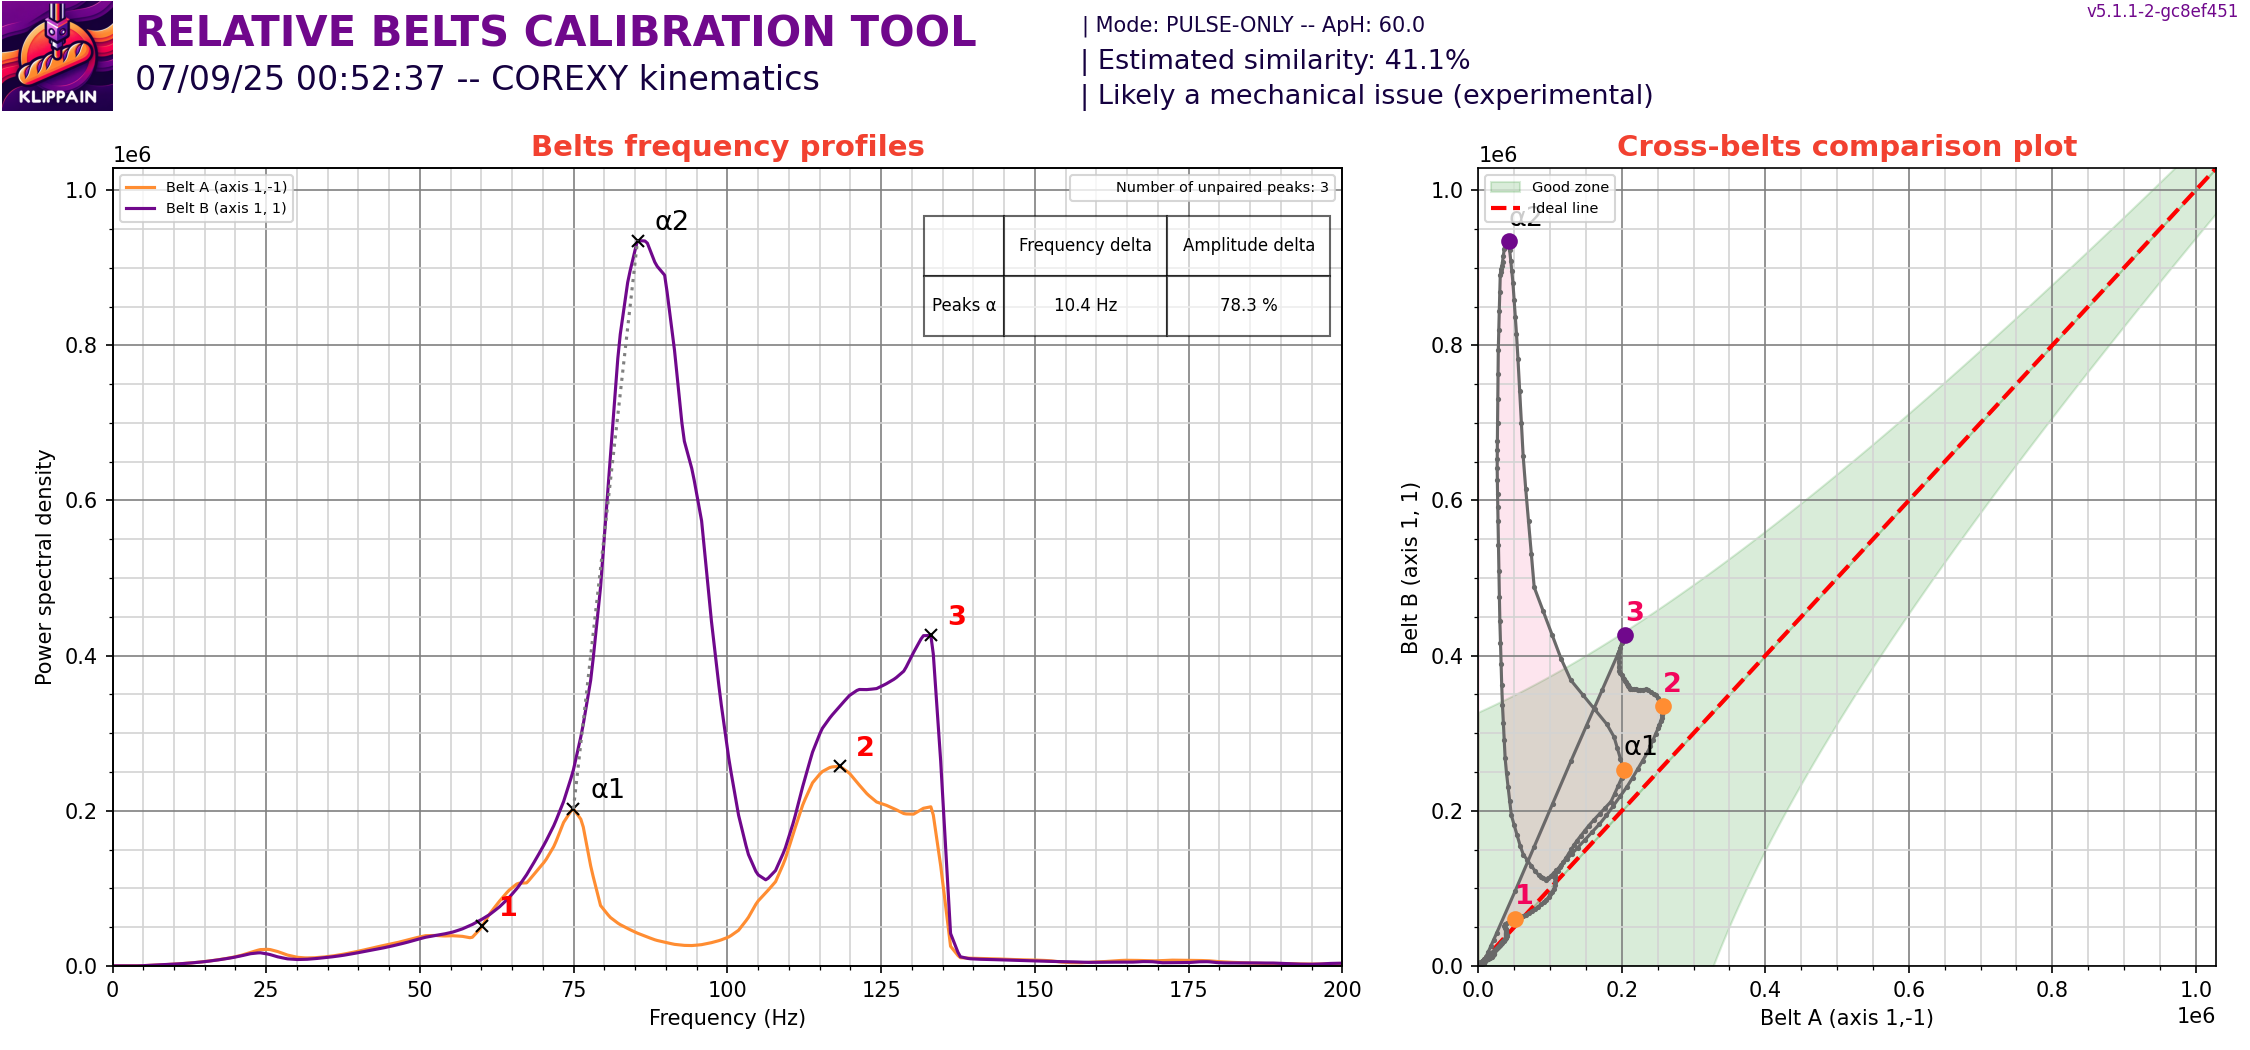 KLIPPAIN
RELATIVE BELTS CALIBRATION TOOL
07/09/25 00:52:37 -- COREXY kinematics
| Mode: PULSE-ONLY -- ApH: 60.0
| Estimated similarity: 41.1%
| Likely a mechanical issue (experimental)
v5.1.1-2-gc8ef451
Belts frequency profiles
1e6
Belt A (axis 1,-1)
Belt B (axis 1, 1)
Number of unpaired peaks: 3
Frequency delta Amplitude delta
Peaks α 10.4 Hz 78.3 %
α2
α1
1
2
3
1.0
0.8
0.6
0.4
0.2
0.0
Power spectral density
0 25 50 75 100 125 150 175 200
Frequency (Hz)
Cross-belts comparison plot
1e6
Good zone
Ideal line
α2
3
2
α1
1
1.0
0.8
0.6
0.4
0.2
0.0
Belt B (axis 1, 1)
0.0 0.2 0.4 0.6 0.8 1.0
Belt A (axis 1,-1)
1e6